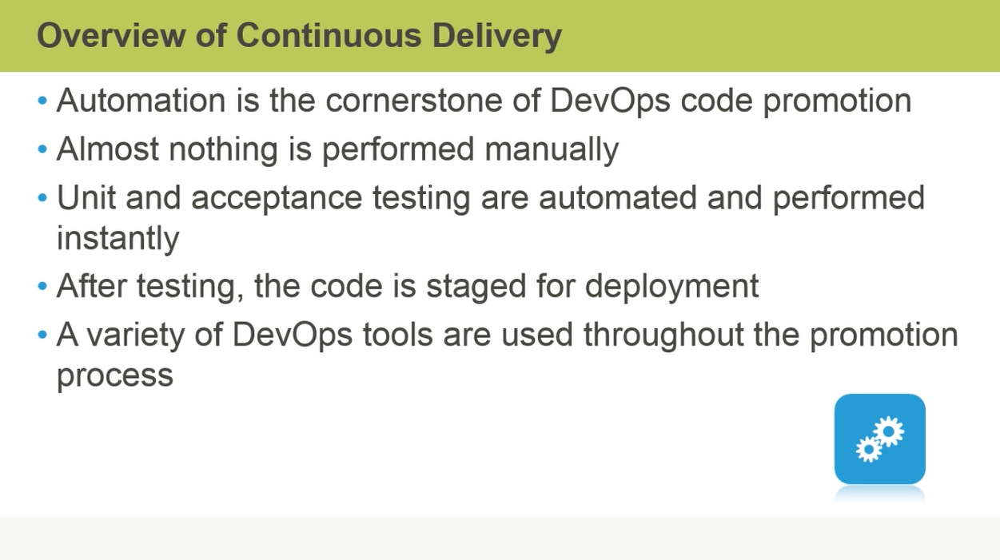 Overview of Continuous Delivery
• Automation is the cornerstone of DevOps code promotion
• Almost nothing is performed manually
• Unit and acceptance testing are automated and performed
instantly
• After testing, the code is staged for deployment
• A variety of DevOps tools are used throughout the promotion
process